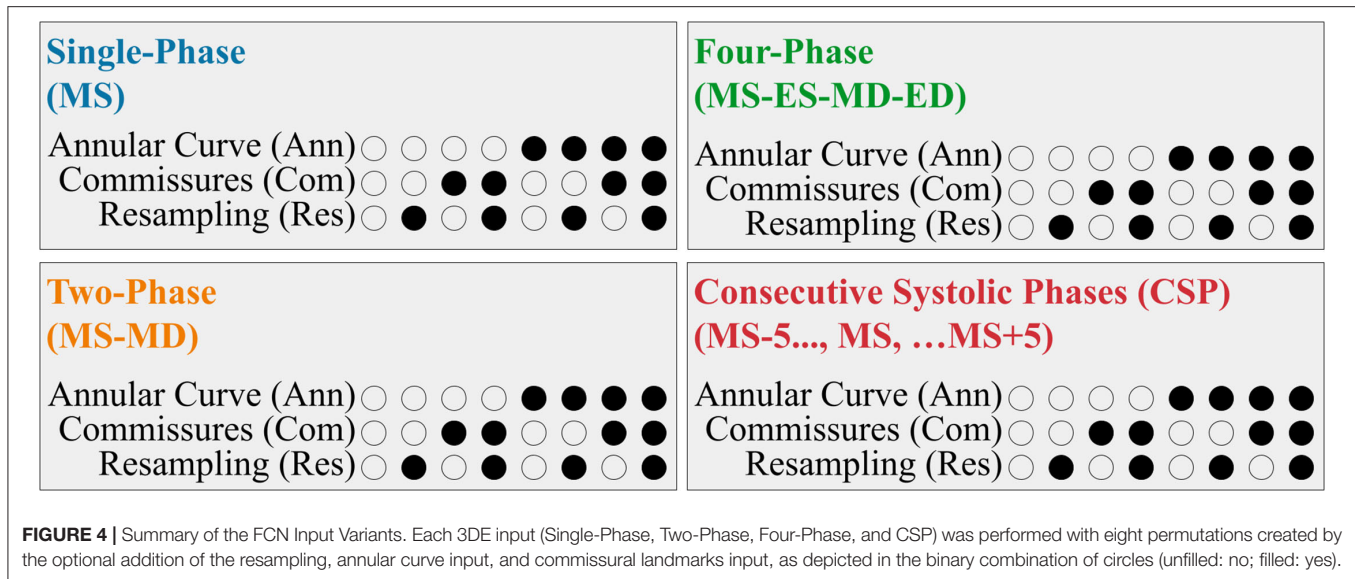 Single-Phase
(MS)
Annular Curve (Ann)
Commissures (Com)
Resampling (Res)
Four-Phase
(MS-ES-MD-ED)
Annular Curve (Ann)
Commissures (Com)
Resampling (Res)
Two-Phase
(MS-MD)
Annular Curve (Ann)
Commissures (Com)
Resampling (Res)
Consecutive Systolic Phases (CSP)
(MS-5..., MS, …MS+5)
Annular Curve (Ann)
Commissures (Com)
Resampling (Res)
FIGURE 4 | Summary of the FCN Input Variants. Each 3DE input (Single-Phase, Two-Phase, Four-Phase, and CSP) was performed with eight permutations created by
the optional addition of the resampling, annular curve input, and commissural landmarks input, as depicted in the binary combination of circles (unfilled: no; filled: yes).